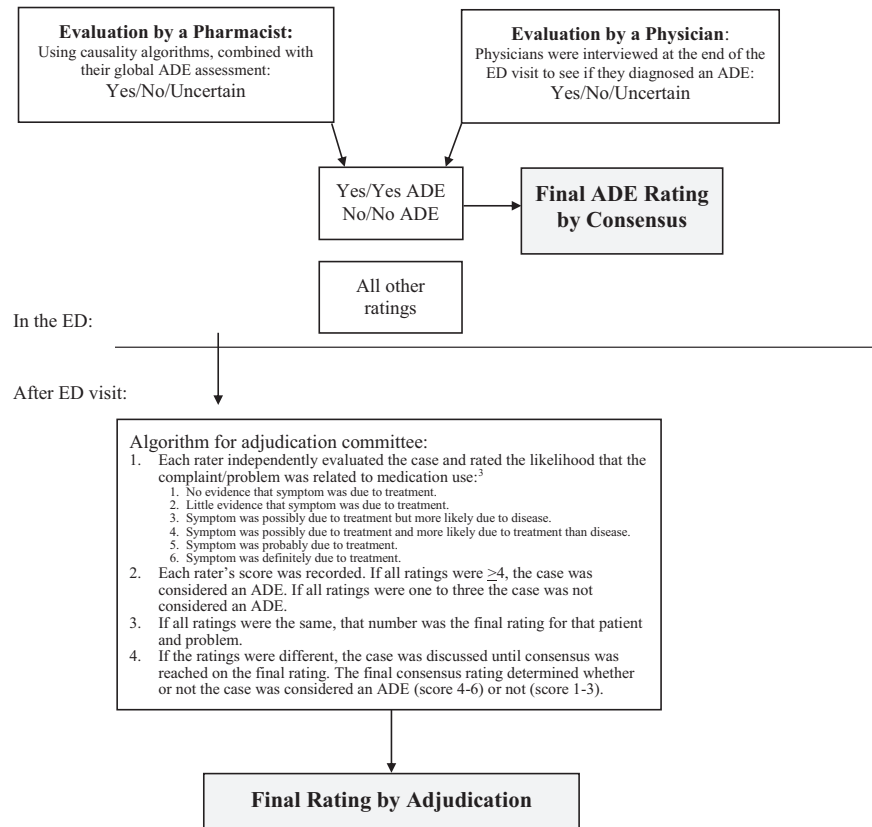 Evaluation by a Pharmacist:
Using causality algorithms, combined with
their global ADE assessment:
Yes/No/Uncertain
Evaluation by a Physician:
Physicians were interviewed at the end of the
ED visit to see if they diagnosed an ADE:
Yes/No/Uncertain
Yes/Yes ADE
No/No ADE
Final ADE Rating
by Consensus
All other
ratings
In the ED:
After ED visit:
Algorithm for adjudication committee:
1. Each rater independently evaluated the case and rated the likelihood that the
complaint/problem was related to medication use:3
1. No evidence that symptom was due to treatment.
2. Little evidence that symptom was due to treatment.
3. Symptom was possibly due to treatment but more likely due to disease.
4. Symptom was possibly due to treatment and more likely due to treatment than disease.
5. Symptom was probably due to treatment.
6. Symptom was definitely due to treatment.
2. Each rater's score was recorded. If all ratings were ≥4, the case was
considered an ADE. If all ratings were one to three the case was not
considered an ADE.
3. If all ratings were the same, that number was the final rating for that patient
and problem.
4. If the ratings were different, the case was discussed until consensus was
reached on the final rating. The final consensus rating determined whether
or not the case was considered an ADE (score 4-6) or not (score 1-3).
Final Rating by Adjudication